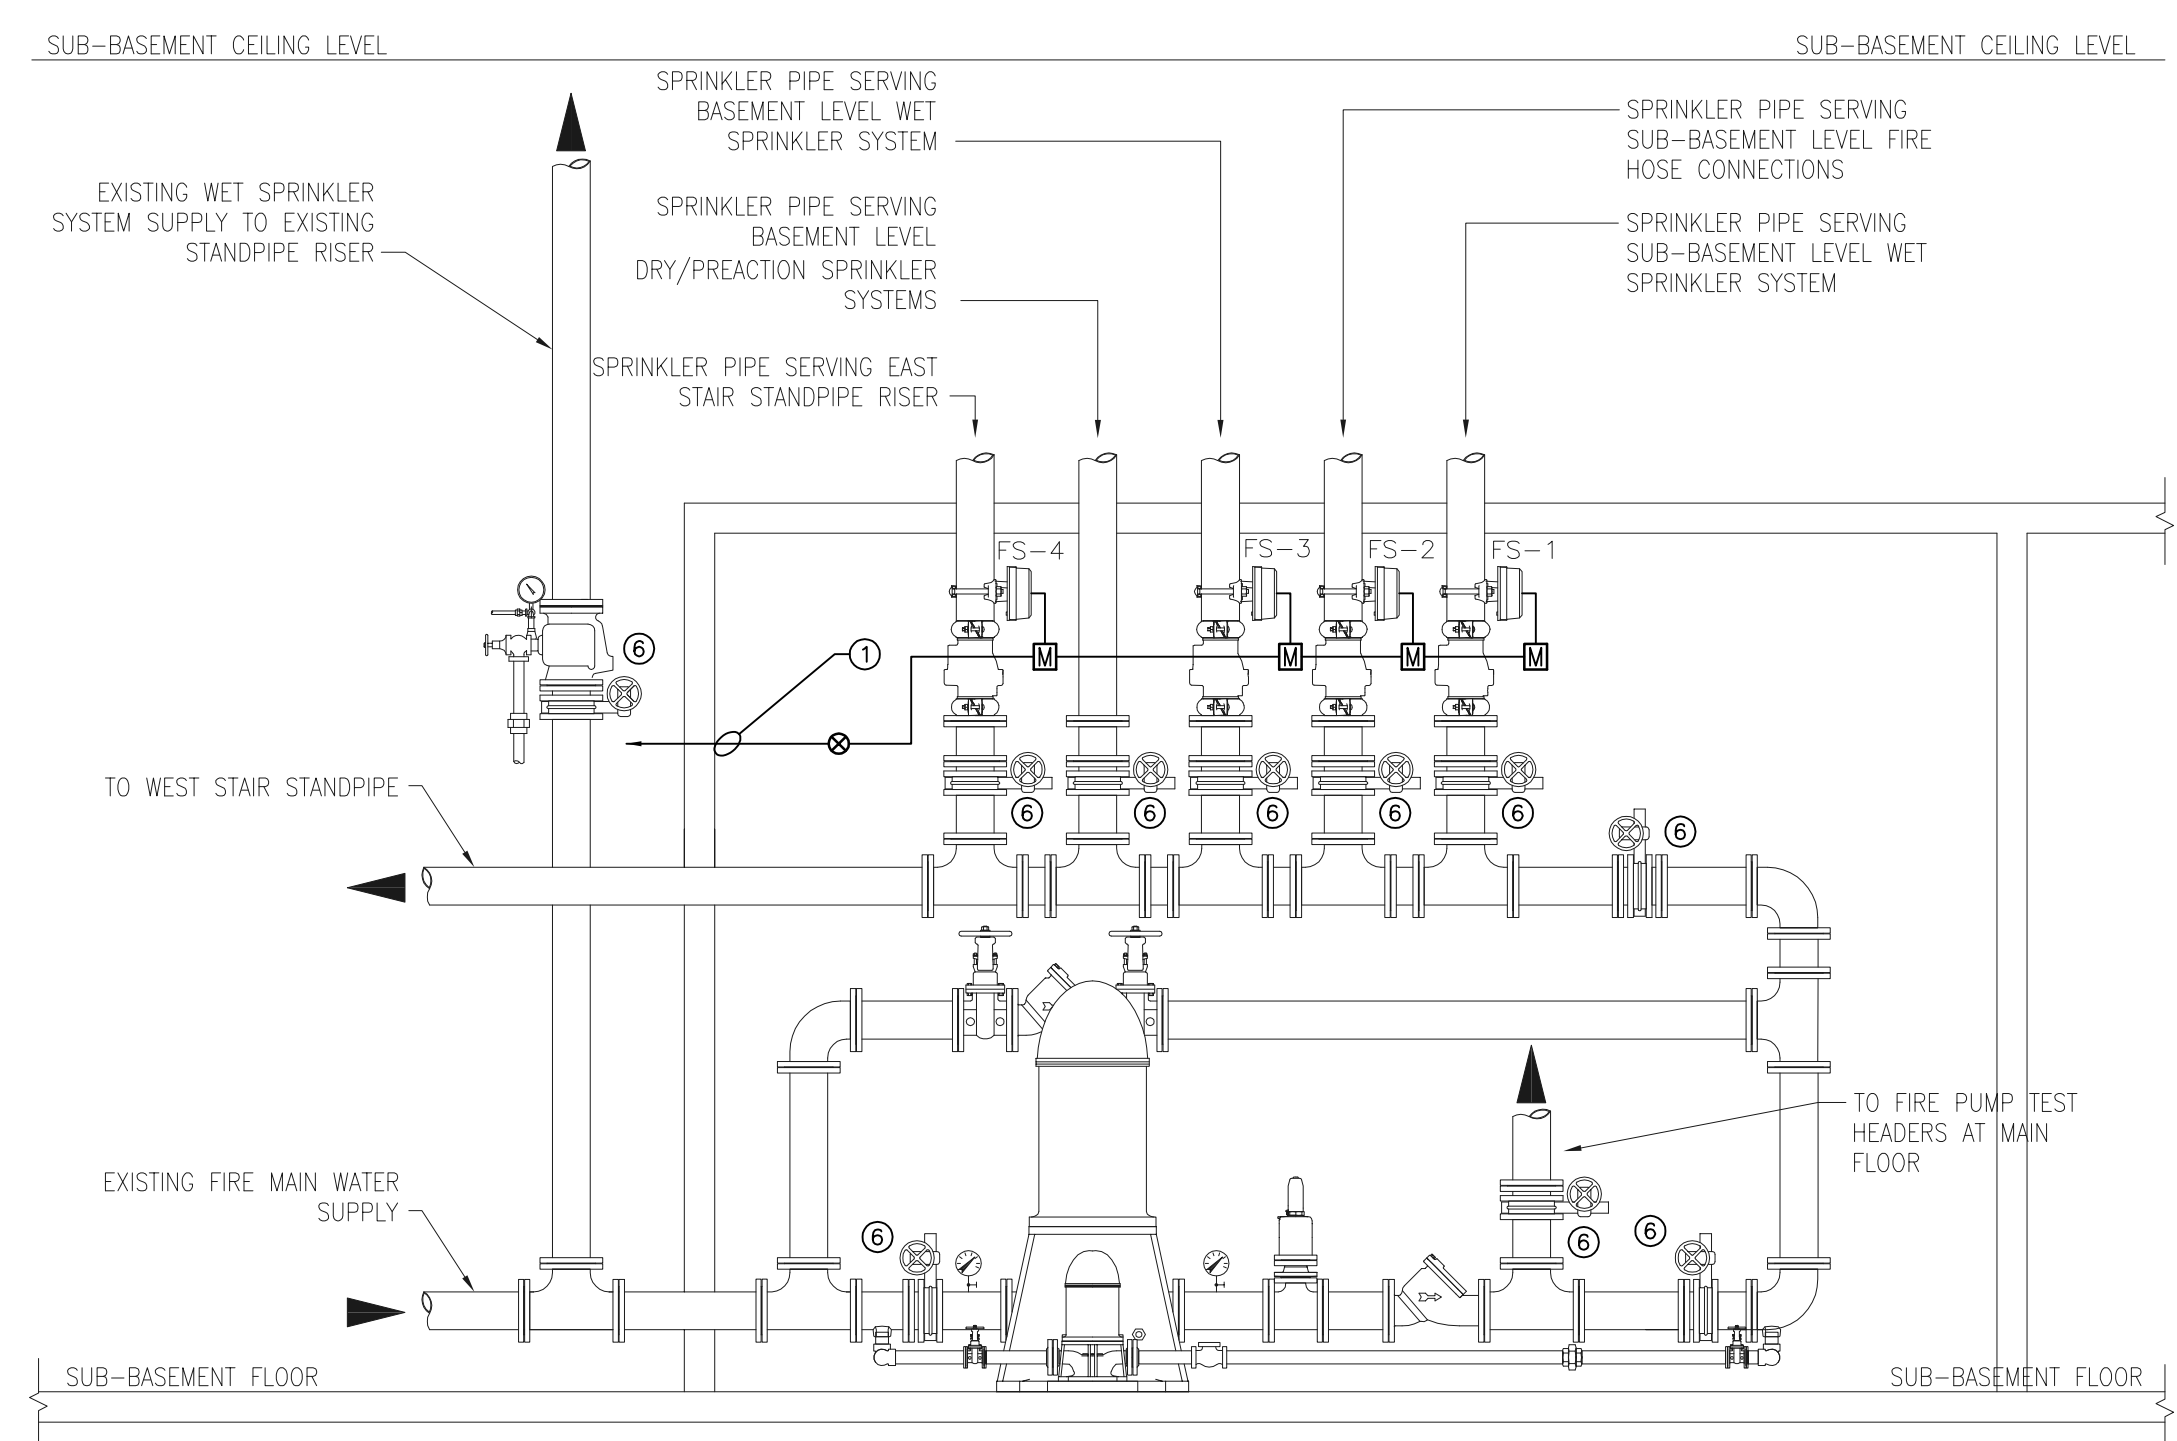 SUB-BASEMENT CEILING LEVEL
SUB-BASEMENT CEILING LEVEL
SPRINKLER PIPE SERVING
BASEMENT LEVEL WET
SPRINKLER SYSTEM
SPRINKLER PIPE SERVING
SUB-BASEMENT LEVEL FIRE
HOSE CONNECTIONS
EXISTING WET SPRINKLER
SYSTEM SUPPLY TO EXISTING
STANDPIPE RISER
SPRINKLER PIPE SERVING
BASEMENT LEVEL
DRY/PREACTION SPRINKLER
SYSTEMS
SPRINKLER PIPE SERVING
SUB-BASEMENT LEVEL WET
SPRINKLER SYSTEM
SPRINKLER PIPE SERVING EAST
STAIR STANDPIPE RISER
FS-4
FS-3
FS-2
FS-1
6
1
M
M
M
M
TO WEST STAIR STANDPIPE
6
6
6
6
6
6
TO FIRE PUMP TEST
HEADERS AT MAIN
FLOOR
EXISTING FIRE MAIN WATER
SUPPLY
6
6
6
SUB-BASEMENT FLOOR
SUB-BASEMENT FLOOR